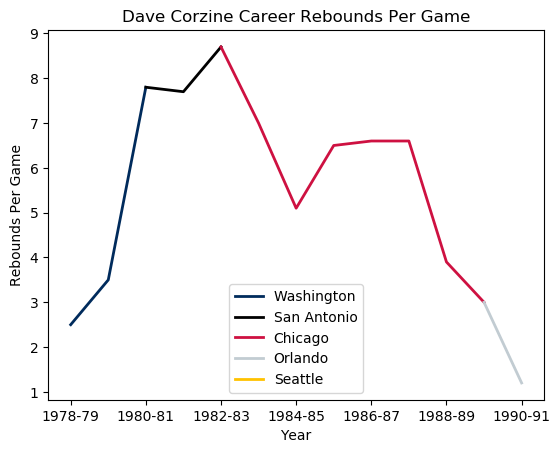 Dave Corzine Career Rebounds Per Game
9
8
7
6
5
4
3
2
1
Rebounds Per Game
Washington
San Antonio
Chicago
Orlando
Seattle
1978-79 1980-81 1982-83 1984-85 1986-87 1988-89 1990-91
Year